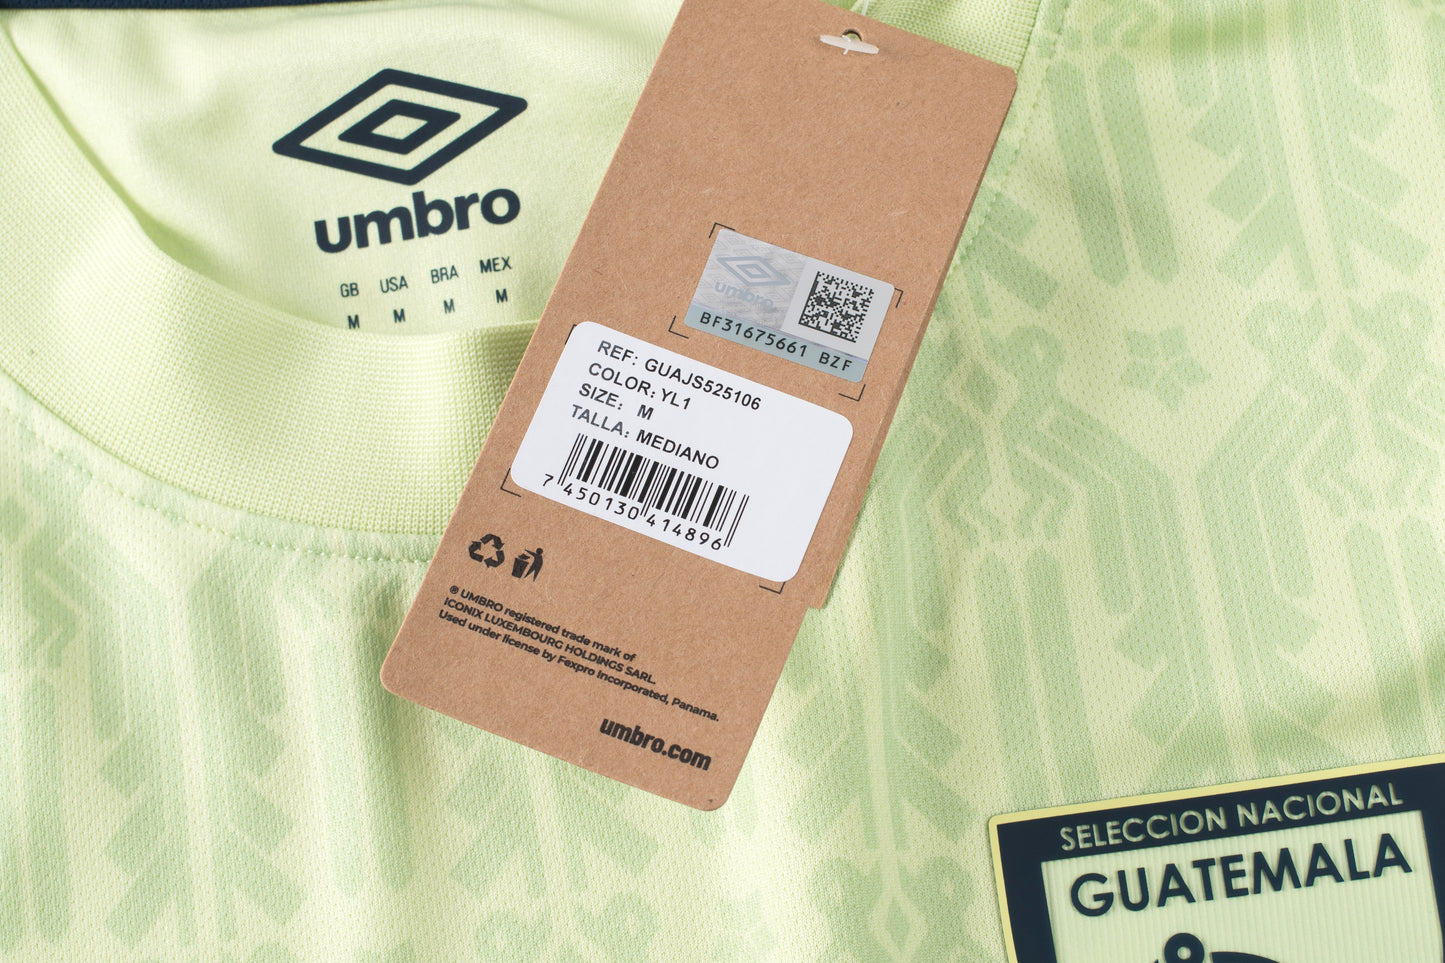 umbro
GB USA BRA MEX
M M M M
umbro
BF31675661 BZF
REF: GUAJS525106
COLOR: YL1
SIZE: M
TALLA: MEDIANO
7 450130 414896
® UMBRO registered trade mark of
ICONIX LUXEMBOURG HOLDINGS SARL.
Used under license by Fexpro Incorporated, Panama.
umbro.com
SELECCION NACIONAL
GUATEMALA